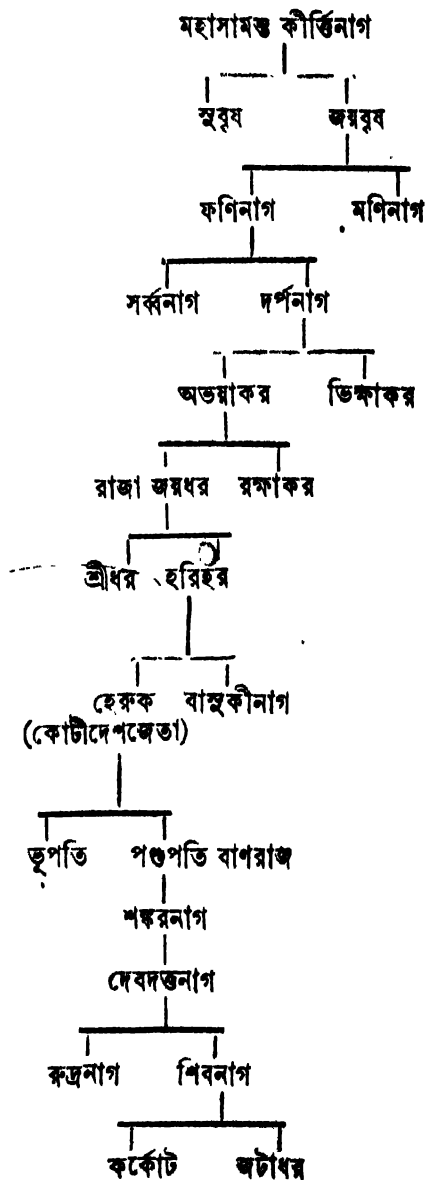 মহাসামন্ত কীর্ত্তিনাগ
সুবৃষ জয়বৃষ
ফণিনাগ মণিনাগ
সর্ব্বনাগ দর্পনাগ
অভয়াকর ভিক্ষাকর
রাজা জয়ধর রক্ষাকর
শ্রীধর হরিহর
হেরুক বাসুকীনাগ
(কোটীদেপজেতা)
ভূপতি পশুপতি বাণরাজ
শঙ্করনাগ
দেবদত্তনাগ
রুদ্রনাগ শিবনাগ
কর্কোট জটাধর